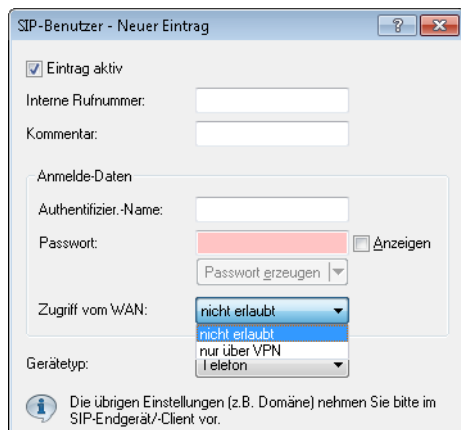 SIP-Benutzer - Neuer Eintrag
Eintrag aktiv
Interne Rufnummer:
Kommentar:
Anmelde-Daten
Authentifizier.-Name:
Passwort:
Anzeigen
Passwort erzeugen
Zugriff vom WAN:
nicht erlaubt
nicht erlaubt
nur über VPN
Gerätetyp:
Telefon
Die übrigen Einstellungen (z.B. Domäne) nehmen Sie bitte im
SIP-Endgerät/-Client vor.